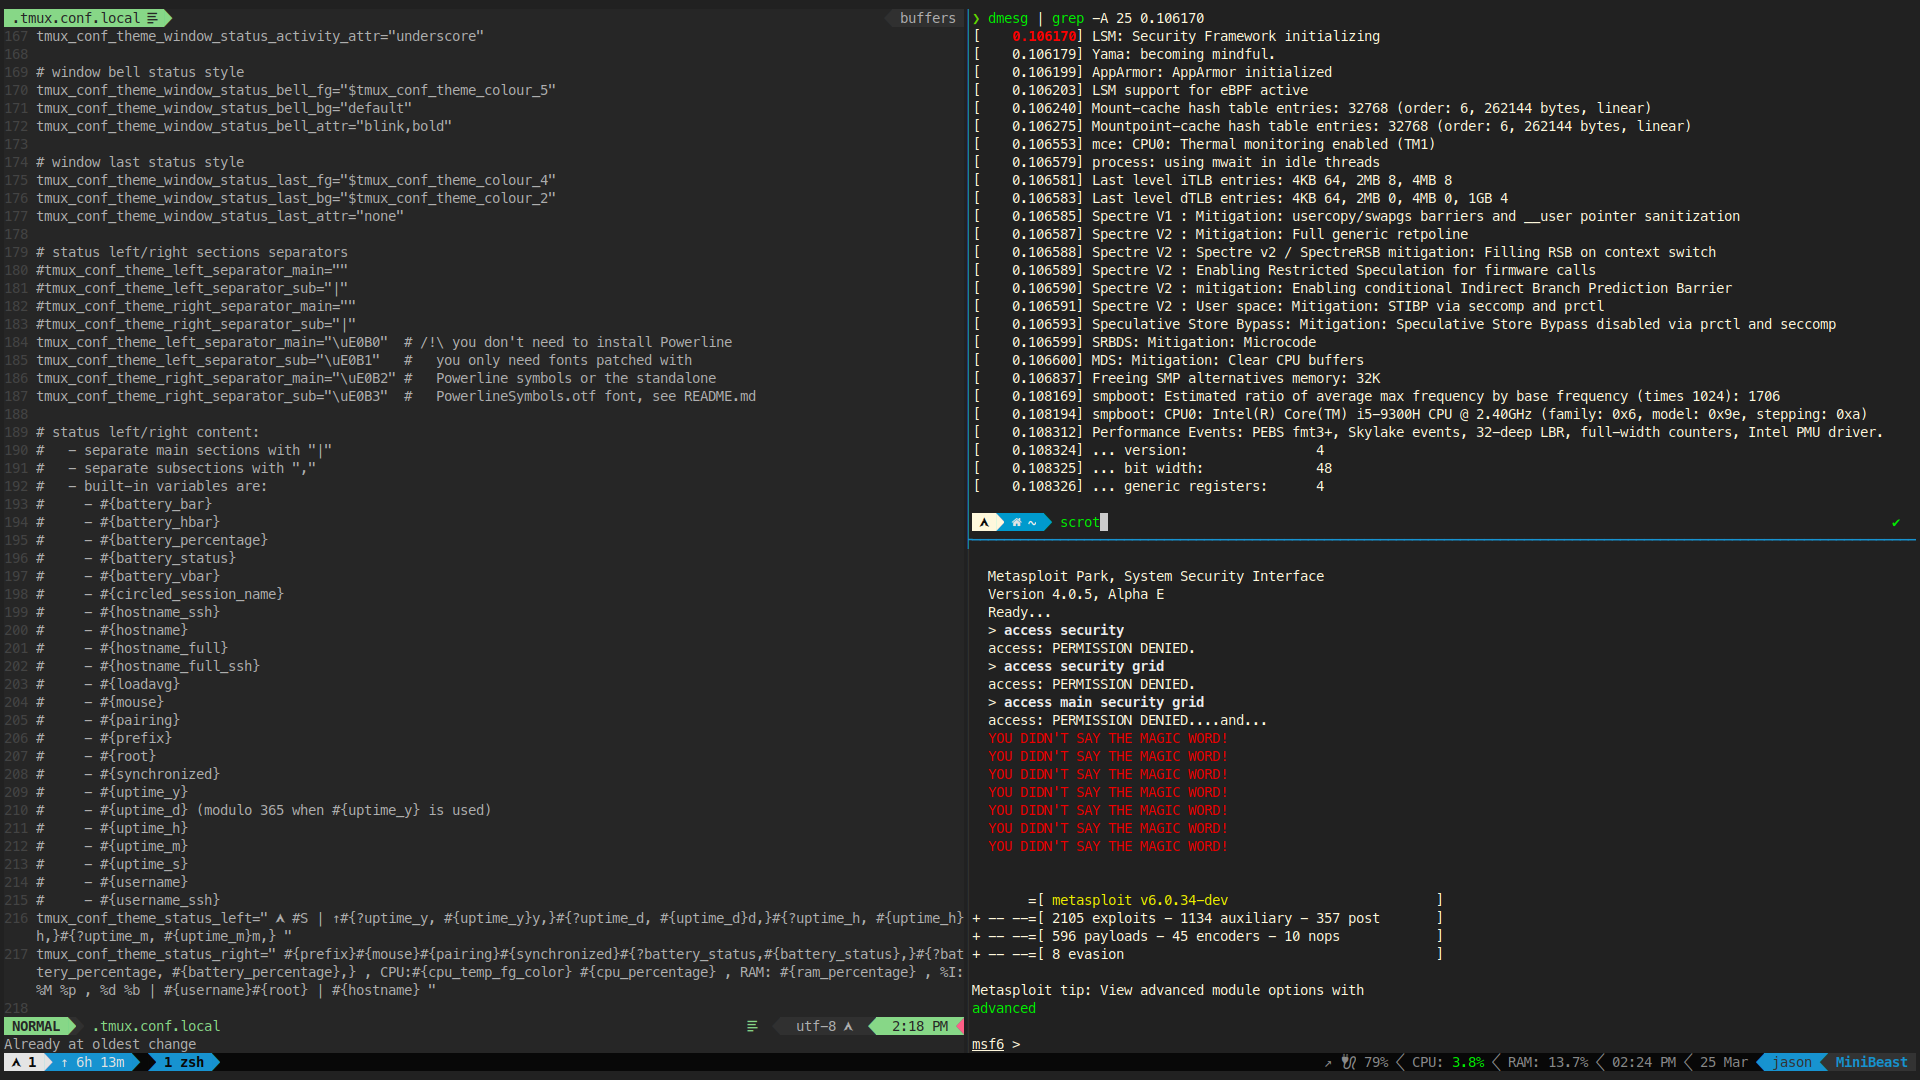 .tmux.conf.local
buffers
167 tmux_conf_theme_window_status_activity_attr="underscore"
168
169 # window bell status style
170 tmux_conf_theme_window_status_bell_fg="$tmux_conf_theme_colour_5"
171 tmux_conf_theme_window_status_bell_bg="default"
172 tmux_conf_theme_window_status_bell_attr="blink,bold"
173
174 # window last status style
175 tmux_conf_theme_window_status_last_fg="$tmux_conf_theme_colour_4"
176 tmux_conf_theme_window_status_last_bg="$tmux_conf_theme_colour_2"
177 tmux_conf_theme_window_status_last_attr="none"
178
179 # status left/right sections separators
180 #tmux_conf_theme_left_separator_main=""
181 #tmux_conf_theme_left_separator_sub="|"
182 #tmux_conf_theme_right_separator_main=""
183 #tmux_conf_theme_right_separator_sub="|"
184 tmux_conf_theme_left_separator_main="\uE0B0"  # /!\ you don't need to install Powerline
185 tmux_conf_theme_left_separator_sub="\uE0B1"   #   you only need fonts patched with
186 tmux_conf_theme_right_separator_main="\uE0B2" #   Powerline symbols or the standalone
187 tmux_conf_theme_right_separator_sub="\uE0B3"  #   PowerlineSymbols.otf font, see README.md
188
189 # status left/right content:
190 #   - separate main sections with "|"
191 #   - separate subsections with ","
192 #   - built-in variables are:
193 #     - #{battery_bar}
194 #     - #{battery_hbar}
195 #     - #{battery_percentage}
196 #     - #{battery_status}
197 #     - #{battery_vbar}
198 #     - #{circled_session_name}
199 #     - #{hostname_ssh}
200 #     - #{hostname}
201 #     - #{hostname_full}
202 #     - #{hostname_full_ssh}
203 #     - #{loadavg}
204 #     - #{mouse}
205 #     - #{pairing}
206 #     - #{prefix}
207 #     - #{root}
208 #     - #{synchronized}
209 #     - #{uptime_y}
210 #     - #{uptime_d} (modulo 365 when #{uptime_y} is used)
211 #     - #{uptime_h}
212 #     - #{uptime_m}
213 #     - #{uptime_s}
214 #     - #{username}
215 #     - #{username_ssh}
216 tmux_conf_theme_status_left=" #S | ↑#{?uptime_y, #{uptime_y}y,}#{?uptime_d, #{uptime_d}d,}#{?uptime_h, #{uptime_h}
h,}#{?uptime_m, #{uptime_m}m,} "
217 tmux_conf_theme_status_right=" #{prefix}#{mouse}#{pairing}#{synchronized}#{?battery_status,#{battery_status},}#{?bat
tery_percentage, #{battery_percentage},} , CPU:#{cpu_temp_fg_color} #{cpu_percentage} , RAM: #{ram_percentage} , %I:
%M %p , %d %b | #{username}#{root} | #{hostname} "
218
NORMAL .tmux.conf.local utf-8 2:18 PM
Already at oldest change
❯ dmesg | grep -A 25 0.106170
[    0.106170] LSM: Security Framework initializing
[    0.106179] Yama: becoming mindful.
[    0.106199] AppArmor: AppArmor initialized
[    0.106203] LSM support for eBPF active
[    0.106240] Mount-cache hash table entries: 32768 (order: 6, 262144 bytes, linear)
[    0.106275] Mountpoint-cache hash table entries: 32768 (order: 6, 262144 bytes, linear)
[    0.106553] mce: CPU0: Thermal monitoring enabled (TM1)
[    0.106579] process: using mwait in idle threads
[    0.106581] Last level iTLB entries: 4KB 64, 2MB 8, 4MB 8
[    0.106583] Last level dTLB entries: 4KB 64, 2MB 0, 4MB 0, 1GB 4
[    0.106585] Spectre V1 : Mitigation: usercopy/swapgs barriers and __user pointer sanitization
[    0.106587] Spectre V2 : Mitigation: Full generic retpoline
[    0.106588] Spectre V2 : Spectre v2 / SpectreRSB mitigation: Filling RSB on context switch
[    0.106589] Spectre V2 : Enabling Restricted Speculation for firmware calls
[    0.106590] Spectre V2 : mitigation: Enabling conditional Indirect Branch Prediction Barrier
[    0.106591] Spectre V2 : User space: Mitigation: STIBP via seccomp and prctl
[    0.106593] Speculative Store Bypass: Mitigation: Speculative Store Bypass disabled via prctl and seccomp
[    0.106599] SRBDS: Mitigation: Microcode
[    0.106600] MDS: Mitigation: Clear CPU buffers
[    0.106837] Freeing SMP alternatives memory: 32K
[    0.108169] smpboot: Estimated ratio of average max frequency by base frequency (times 1024): 1706
[    0.108194] smpboot: CPU0: Intel(R) Core(TM) i5-9300H CPU @ 2.40GHz (family: 0x6, model: 0x9e, stepping: 0xa)
[    0.108312] Performance Events: PEBS fmt3+, Skylake events, 32-deep LBR, full-width counters, Intel PMU driver.
[    0.108324] ... version:                4
[    0.108325] ... bit width:              48
[    0.108326] ... generic registers:      4
~ scrot ✔
Metasploit Park, System Security Interface
Version 4.0.5, Alpha E
Ready...
> access security
access: PERMISSION DENIED.
> access security grid
access: PERMISSION DENIED.
> access main security grid
access: PERMISSION DENIED....and...
YOU DIDN'T SAY THE MAGIC WORD!
YOU DIDN'T SAY THE MAGIC WORD!
YOU DIDN'T SAY THE MAGIC WORD!
YOU DIDN'T SAY THE MAGIC WORD!
YOU DIDN'T SAY THE MAGIC WORD!
YOU DIDN'T SAY THE MAGIC WORD!
YOU DIDN'T SAY THE MAGIC WORD!
       =[ metasploit v6.0.34-dev                          ]
+ -- --=[ 2105 exploits - 1134 auxiliary - 357 post       ]
+ -- --=[ 596 payloads - 45 encoders - 10 nops            ]
+ -- --=[ 8 evasion                                       ]
Metasploit tip: View advanced module options with
advanced
msf6 >
1 ↑ 6h 13m 1 zsh ↗ 79% CPU: 3.8% RAM: 13.7% 02:24 PM 25 Mar jason MiniBeast